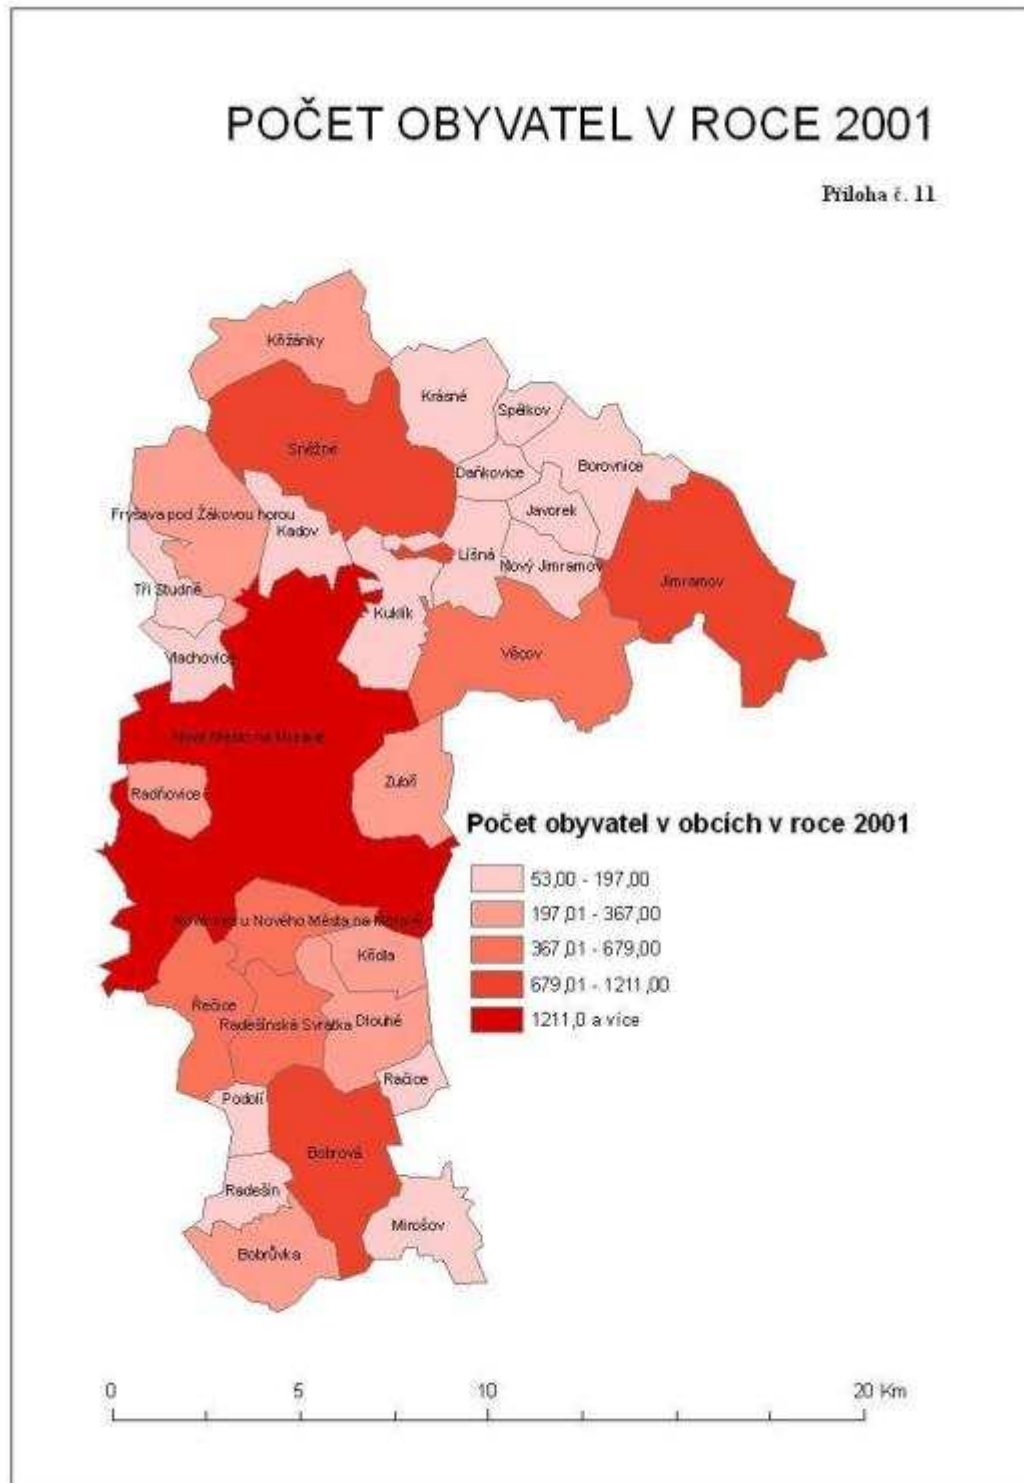 POČET OBYVATEL V ROCE 2001
Příloha č. 11
Křižánky
Krásné
Spělkov
Sněžné
Daňkovice
Borovnice
Fryšava pod Žákovou horou
Javorek
Kadov
Líšná
Nový Jimramov
Jimramov
Tři Studně
Kuklík
Vlachovice
Věcov
Nové Město na Moravě
Zubří
Radňovice
Počet obyvatel v obcích v roce 2001
53,00 - 197,00
197,01 - 367,00
367,01 - 679,00
679,01 - 1211,00
1211,0 a více
u Nového Města na Moravě
Křídla
Řečice
Radešínská Svratka
Dlouhé
Račice
Podolí
Bobrová
Radešín
Mirošov
Bobrůvka
0 5 10 20 Km